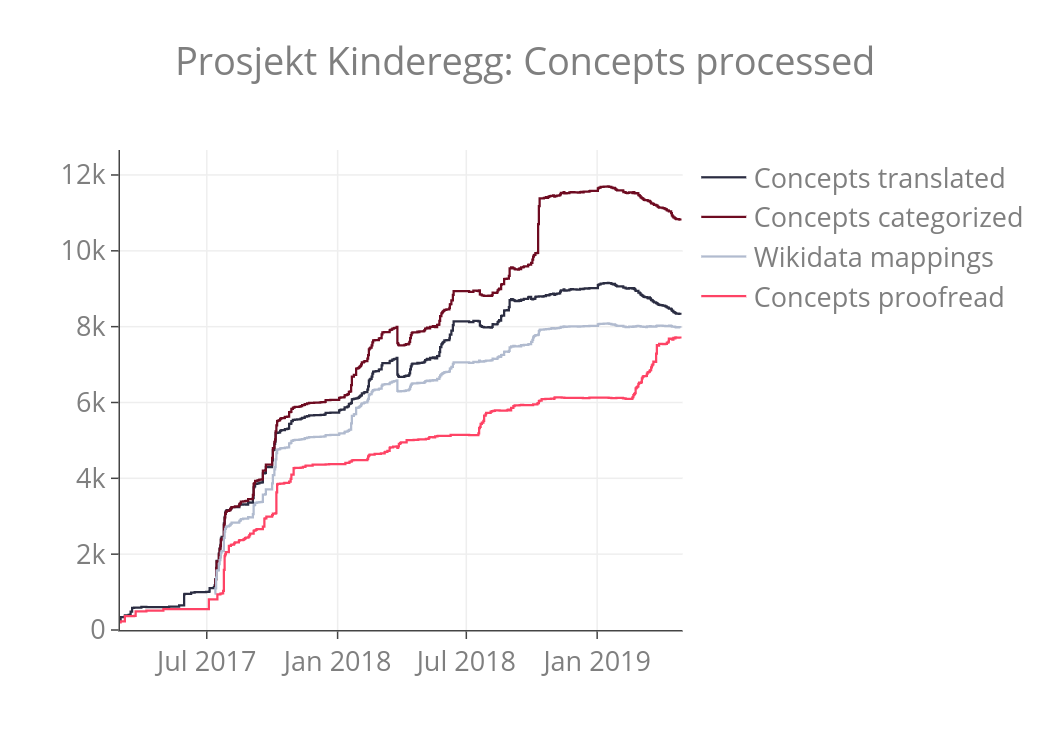 Prosjekt Kinderegg: Concepts processed
12k
10k
8k
6k
4k
2k
0
Jul 2017
Jan 2018
Jul 2018
Jan 2019
Concepts translated
Concepts categorized
Wikidata mappings
Concepts proofread